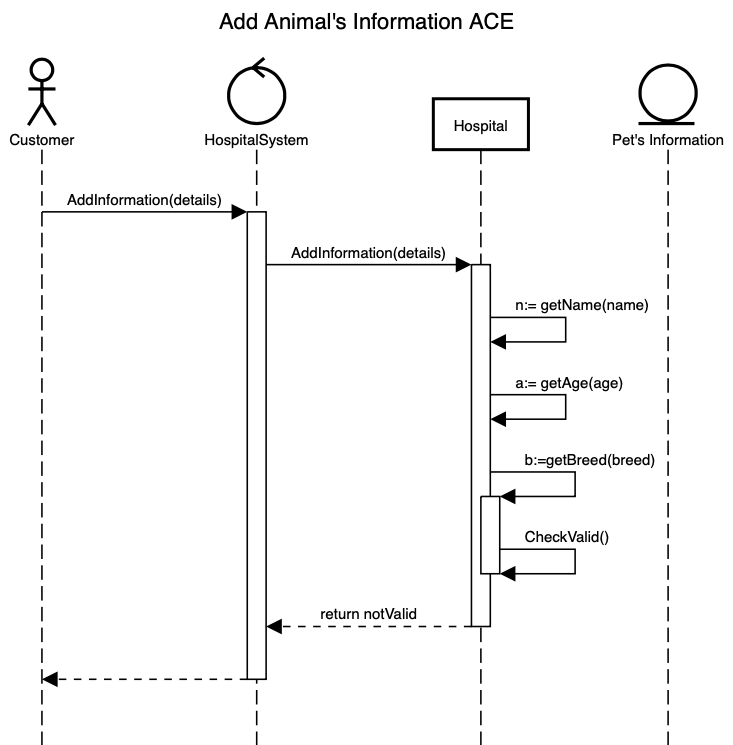 Add Animal's Information ACE
Customer
HospitalSystem
Hospital
Pet's Information
AddInformation(details)
AddInformation(details)
n:= getName(name)
a:= getAge(age)
b:=getBreed(breed)
CheckValid()
return notValid